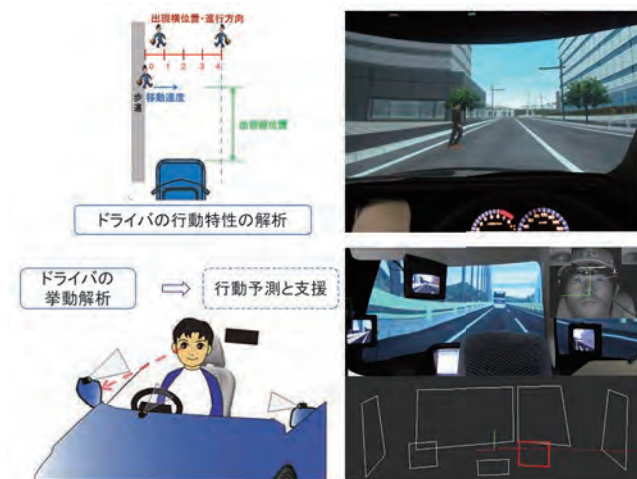 出現横位置・進行方向
0 1 2 3 4
歩道
移動速度
出現縦位置
ドライバの行動特性の解析
ドライバの
挙動解析
行動予測と支援